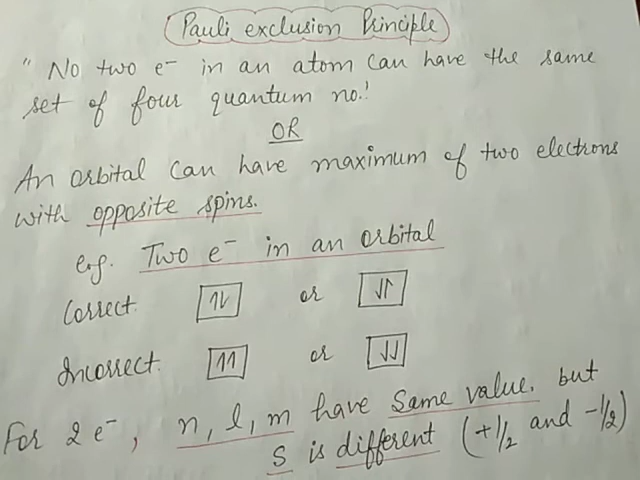 Pauli exclusion Principle
"No two e⁻ in an atom can have the same
set of four quantum no."
OR
An orbital can have maximum of two electrons
with opposite spins.
e.g. Two e⁻ in an orbital
Correct. ↿⇂ or ⇃↾
Incorrect. ↿↿ or ⇃⇃
For 2 e⁻, n, l, m have same value, but
s is different (+1/2 and -1/2)